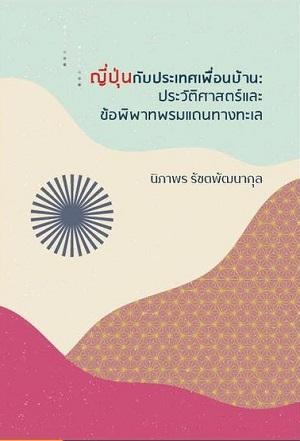 ญี่ปุ่นกับประเทศเพื่อนบ้าน:
ประวัติศาสตร์และ
ข้อพิพาทพรมแดนทางทะเล
นิภาพร รัชตพัฒนากุล